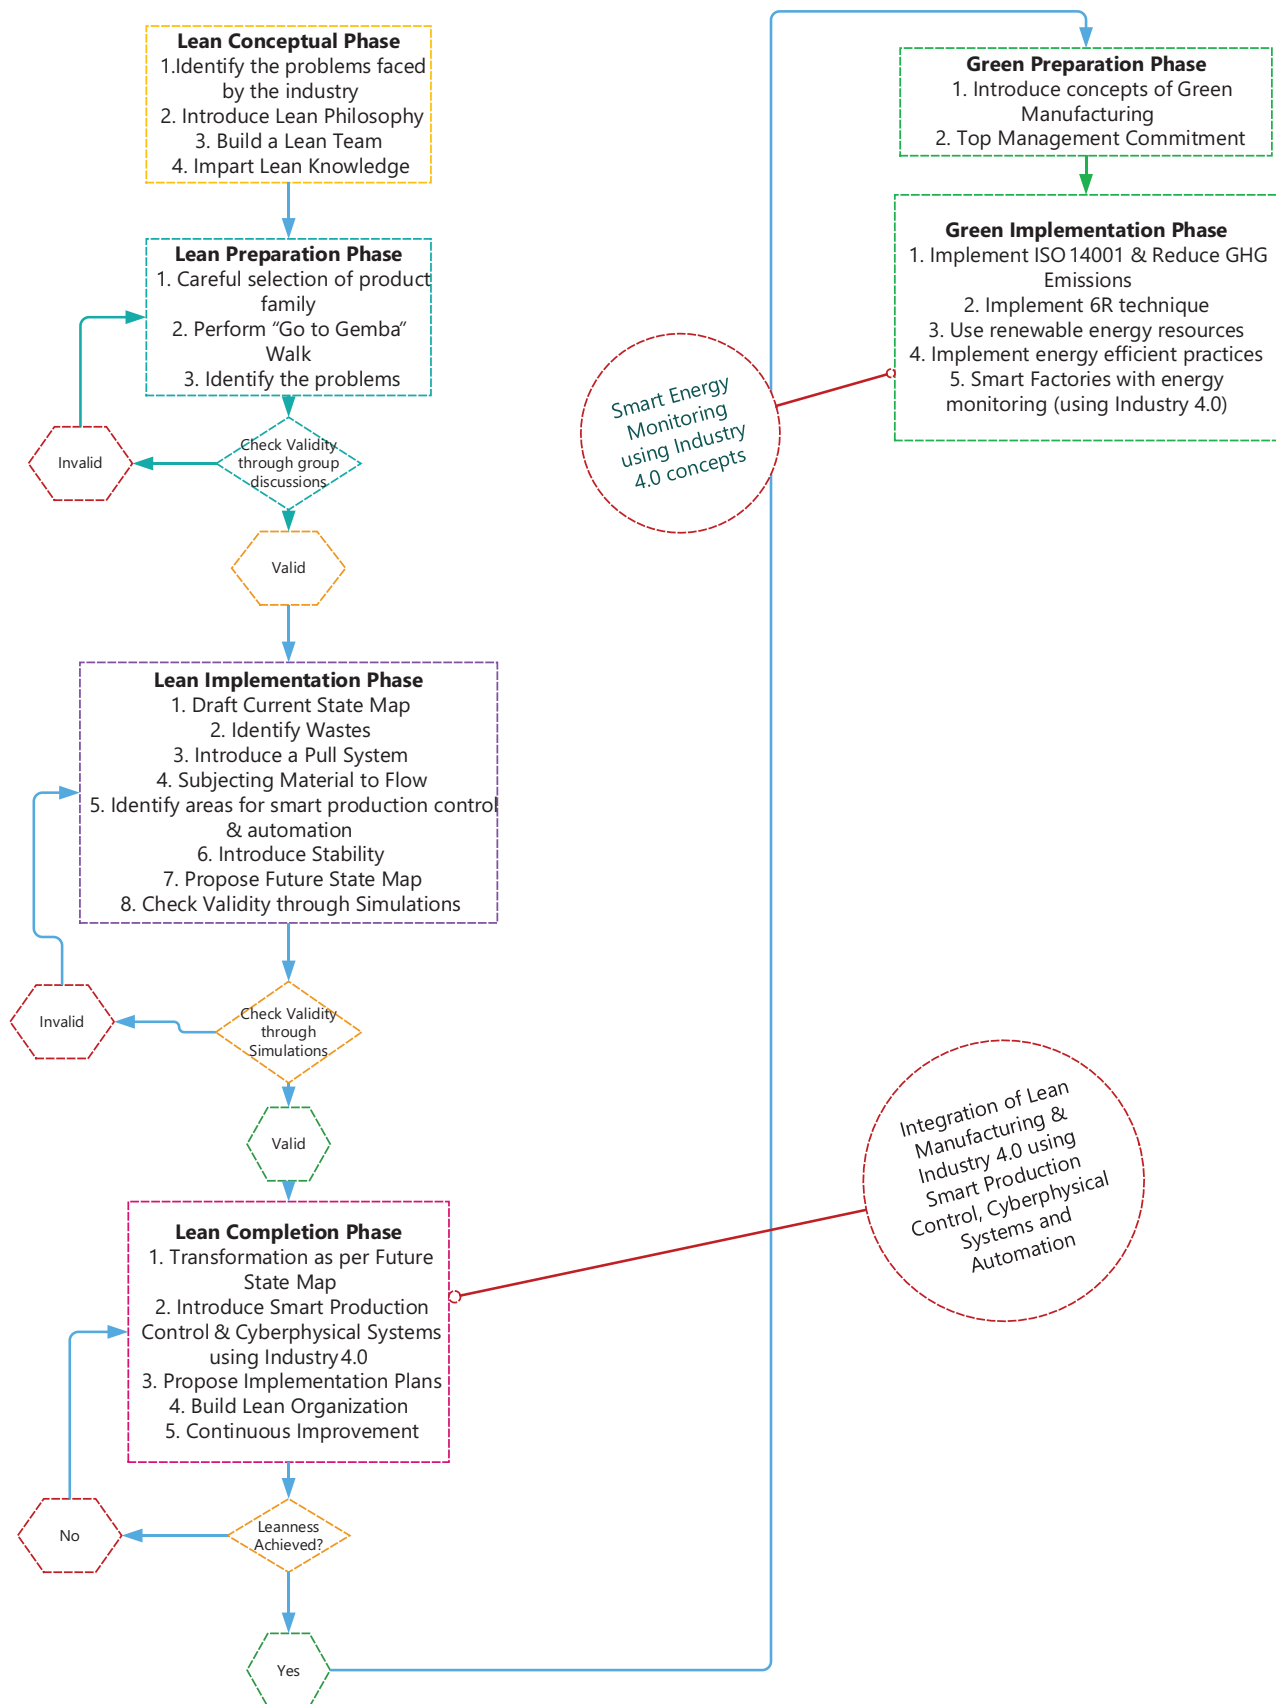 Lean Conceptual Phase
1.Identify the problems faced
by the industry
2. Introduce Lean Philosophy
3. Build a Lean Team
4. Impart Lean Knowledge
Lean Preparation Phase
1. Careful selection of product
family
2. Perform “Go to Gemba”
Walk
3. Identify the problems
Check Validity
through group
discussions
Invalid
Valid
Lean Implementation Phase
1. Draft Current State Map
2. Identify Wastes
3. Introduce a Pull System
4. Subjecting Material to Flow
5. Identify areas for smart production control
& automation
6. Introduce Stability
7. Propose Future State Map
8. Check Validity through Simulations
Check Validity
through
Simulations
Invalid
Valid
Lean Completion Phase
1. Transformation as per Future
State Map
2. Introduce Smart Production
Control & Cyberphysical Systems
using Industry 4.0
3. Propose Implementation Plans
4. Build Lean Organization
5. Continuous Improvement
Leanness
Achieved?
No
Yes
Green Preparation Phase
1. Introduce concepts of Green
Manufacturing
2. Top Management Commitment
Green Implementation Phase
1. Implement ISO 14001 & Reduce GHG
Emissions
2. Implement 6R technique
3. Use renewable energy resources
4. Implement energy efficient practices
5. Smart Factories with energy
monitoring (using Industry 4.0)
Smart Energy
Monitoring
using Industry
4.0 concepts
Integration of Lean
Manufacturing &
Industry 4.0 using
Smart Production
Control, Cyberphysical
Systems and
Automation